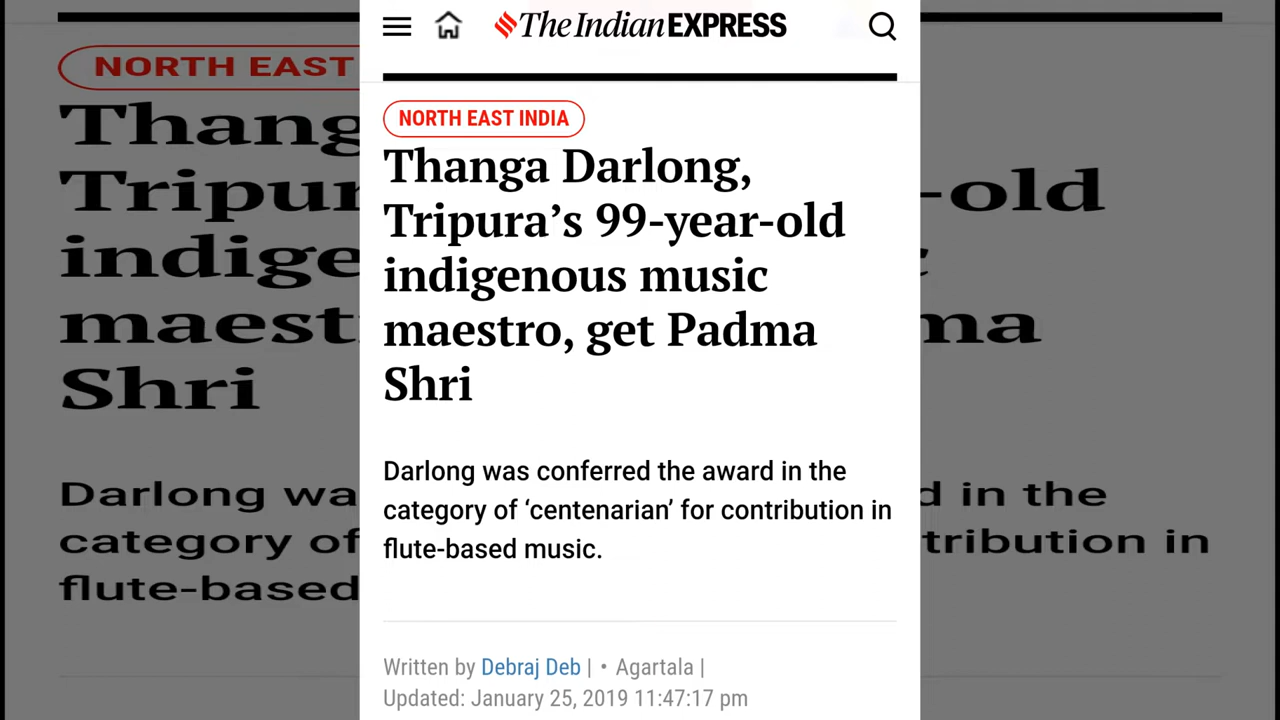 The Indian EXPRESS
NORTH EAST INDIA
Thanga Darlong,
Tripura’s 99-year-old
indigenous music
maestro, get Padma
Shri
Darlong was conferred the award in the
category of ‘centenarian’ for contribution in
flute-based music.
Written by Debraj Deb | • Agartala |
Updated: January 25, 2019 11:47:17 pm